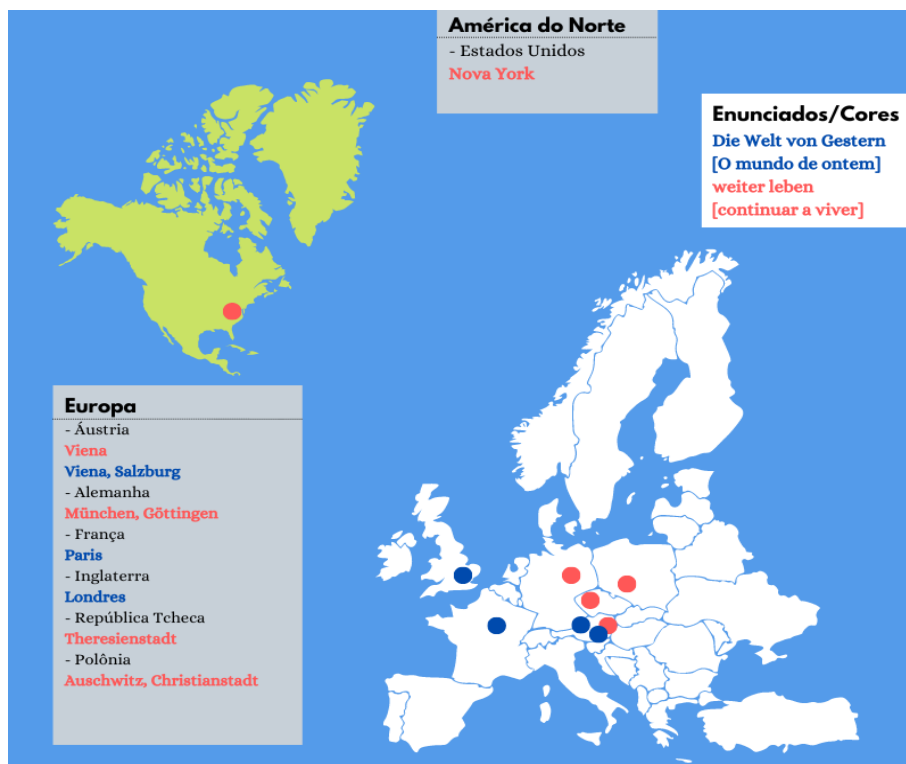 América do Norte
- Estados Unidos
Nova York
Enunciados/Cores
Die Welt von Gestern
[O mundo de ontem]
weiter leben
[continuar a viver]
Europa
- Áustria
Viena
Viena, Salzburg
- Alemanha
München, Göttingen
- França
Paris
- Inglaterra
Londres
- República Tcheca
Theresienstadt
- Polônia
Auschwitz, Christianstadt